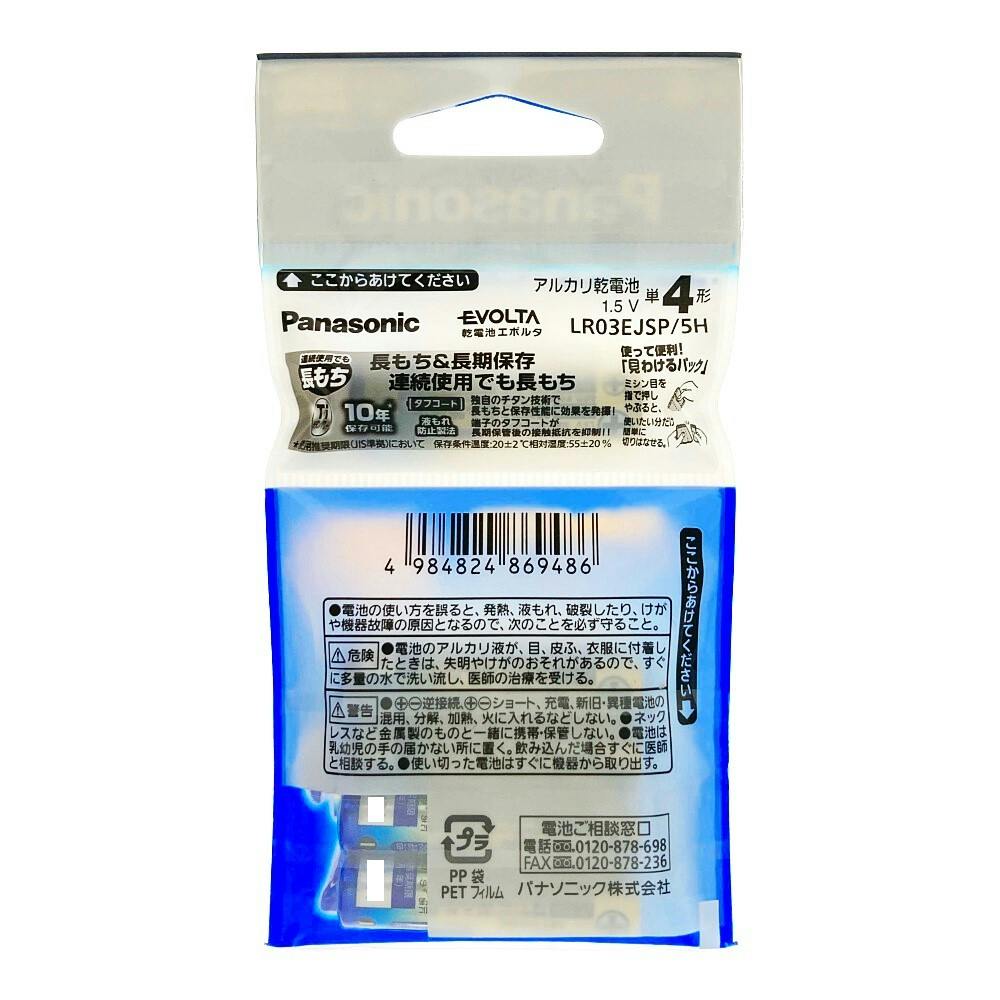 Panasonic
ここからあけてください
アルカリ乾電池
1.5 V 単4形
Panasonic
EVOLTA
乾電池エボルタ
LR03EJSP/5H
連続使用でも
長もち
長もち&長期保存
連続使用でも長もち
使って便利!
「見わけるパック」
ミシン目を
指で押し
やぶると、
使いたい分だけ
簡単に
切りはなせる。
10年*
保存可能
[タフコート]
液もれ
防止製法
独自のチタン技術で
長もちと保存性能に効果を発揮!
端子のタフコートが
長期保管後の接触抵抗を抑制!!
*使用推奨期限(JIS準拠)において 保存条件温度:20±2℃相対湿度:55±20%
4 984824 869486
ここからあけてください
●電池の使い方を誤ると、発熱、液もれ、破裂したり、けが
や機器故障の原因となるので、次のことを必ず守ること。
危険 ●電池のアルカリ液が、目、皮ふ、衣服に付着し
たときは、失明やけがのおそれがあるので、すぐ
に多量の水で洗い流し、医師の治療を受ける。
警告 ●⊕⊖逆接続、⊕⊖ショート、充電、新旧・異種電池の
混用、分解、加熱、火に入れるなどしない。●ネック
レスなど金属製のものと一緒に携帯・保管しない。●電池は
乳幼児の手の届かない所に置く。飲み込んだ場合すぐに医師
と相談する。●使い切った電池はすぐに機器から取り出す。
プラ
PP 袋
PET フィルム
電池ご相談窓口
電話 0120-878-698
FAX 0120-878-236
パナソニック株式会社